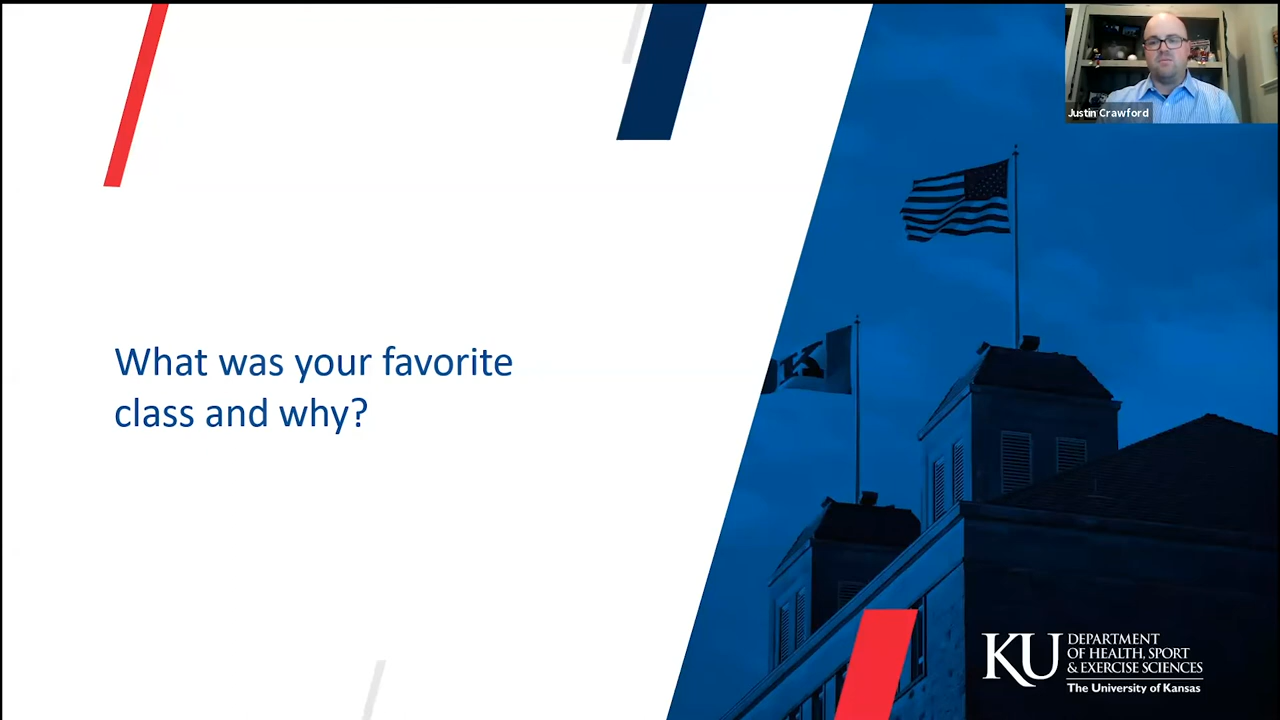 Justin Crawford
What was your favorite
class and why?
K
KU
DEPARTMENT
OF HEALTH, SPORT
& EXERCISE SCIENCES
The University of Kansas